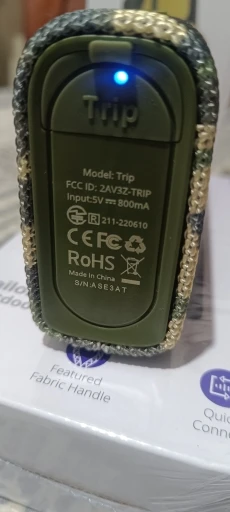 Trip
Model: Trip
FCC ID: 2AV3Z-TRIP
Input:5V⎓800mA
R 211-220610
CE FC
RoHS
Made in China
S/N:A8E3AT
Featured
Fabric Handle
Quic
Conne